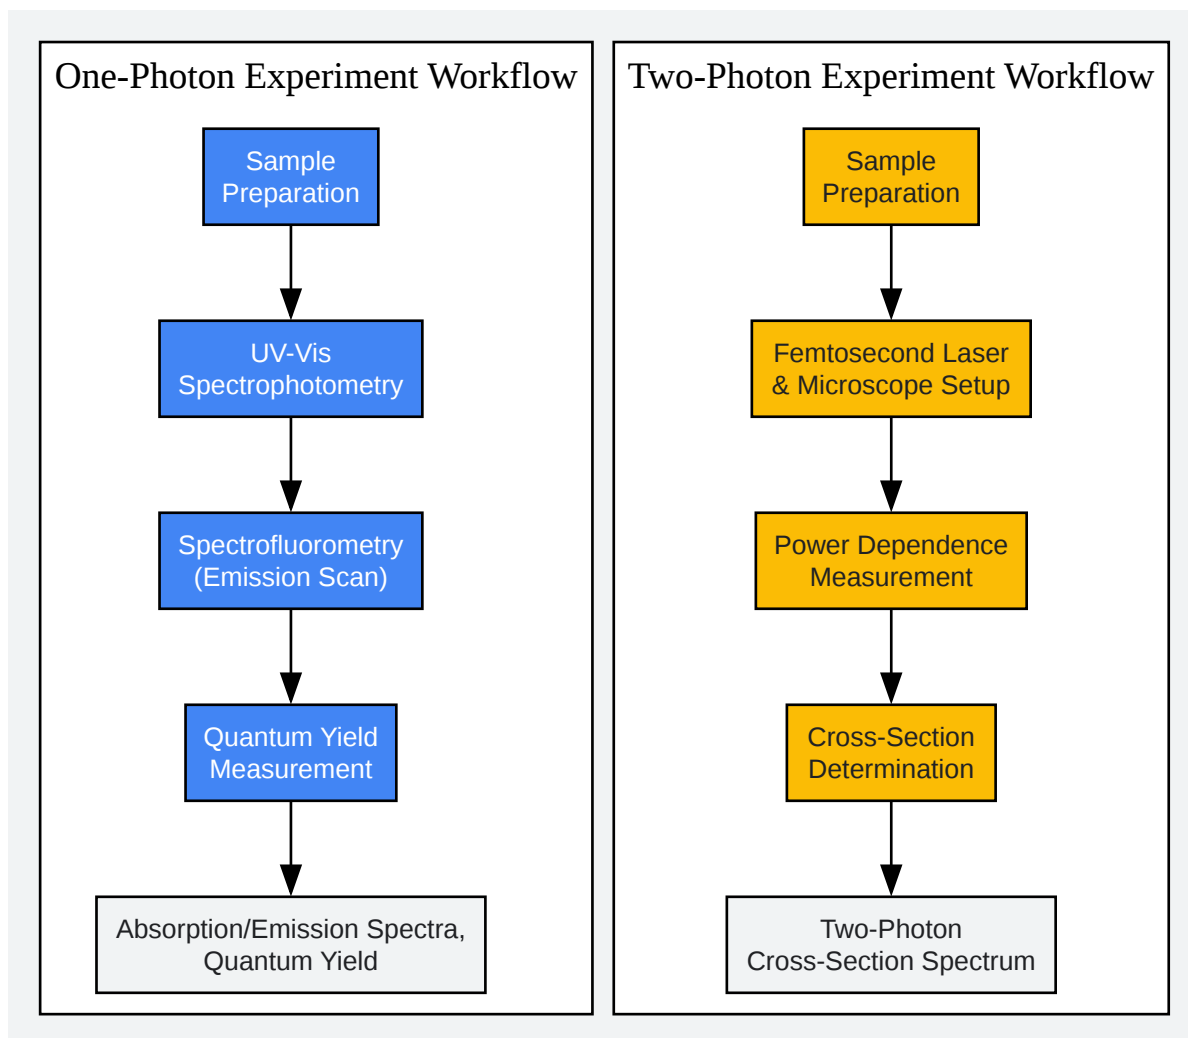 One-Photon Experiment Workflow
Sample
Preparation
UV-Vis
Spectrophotometry
Spectrofluorometry
(Emission Scan)
Quantum Yield
Measurement
Absorption/Emission Spectra,
Quantum Yield
Two-Photon Experiment Workflow
Sample
Preparation
Femtosecond Laser
& Microscope Setup
Power Dependence
Measurement
Cross-Section
Determination
Two-Photon
Cross-Section Spectrum